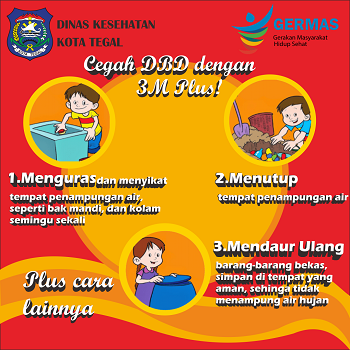 DINAS KESEHATAN
KOTA TEGAL
GERMAS
Gerakan Masyarakat
Hidup Sehat
Cegah DBD dengan
3M Plus!
1.Menguras dan menyikat
tempat penampungan air,
seperti bak mandi, dan kolam
semingu sekali
2.Menutup
tempat penampungan air
3.Mendaur Ulang
barang-barang bekas,
simpan di tempat yang
aman, sehinga tidak
menampung air hujan
Plus cara
lainnya